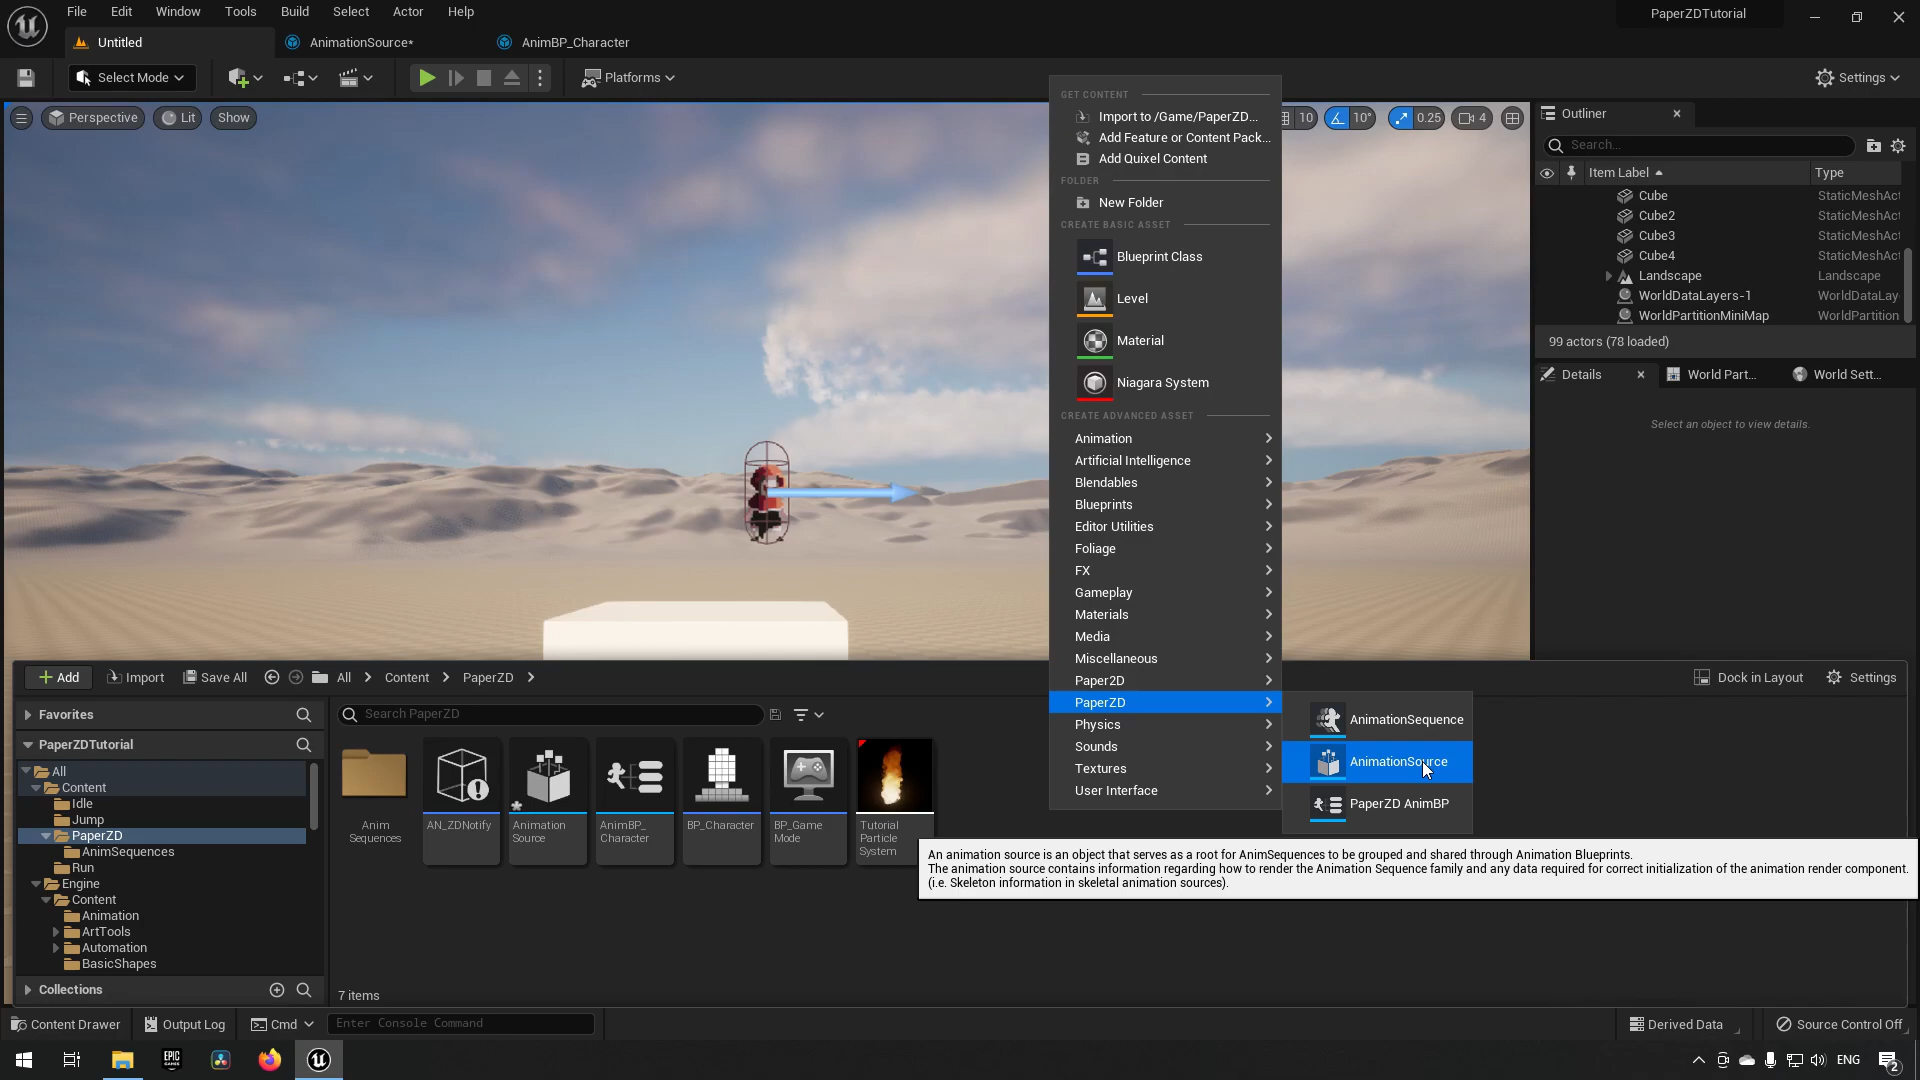 File Edit Window Tools Build Select Actor Help
PaperZDTutorial
Untitled
AnimationSource*
AnimBP_Character
Select Mode
Platforms
Settings
Perspective
Lit
Show
10
10°
0.25
4
GET CONTENT
Import to /Game/PaperZD...
Add Feature or Content Pack...
Add Quixel Content
FOLDER
New Folder
CREATE BASIC ASSET
Blueprint Class
Level
Material
Niagara System
CREATE ADVANCED ASSET
Animation
Artificial Intelligence
Blendables
Blueprints
Editor Utilities
Foliage
FX
Gameplay
Materials
Media
Miscellaneous
Paper2D
PaperZD
Physics
Sounds
Textures
User Interface
AnimationSequence
AnimationSource
PaperZD AnimBP
An animation source is an object that serves as a root for AnimSequences to be grouped and shared through Animation Blueprints.
The animation source contains information regarding how to render the Animation Sequence family and any data required for correct initialization of the animation render component.
(i.e. Skeleton information in skeletal animation sources).
Outliner
Search...
Item Label Type
Cube StaticMeshAct
Cube2 StaticMeshAct
Cube3 StaticMeshAct
Cube4 StaticMeshAct
Landscape Landscape
WorldDataLayers-1 WorldDataLay
WorldPartitionMiniMap WorldPartition
99 actors (78 loaded)
Details
World Part...
World Sett...
Select an object to view details.
Add
Import
Save All
All
Content
PaperZD
Dock in Layout
Settings
Favorites
PaperZDTutorial
All
Content
Idle
Jump
PaperZD
AnimSequences
Run
Engine
Content
Animation
ArtTools
Automation
BasicShapes
Collections
Search PaperZD
Anim
Sequences
AN_ZDNotify
Animation
Source
AnimBP_
Character
BP_Character
BP_Game
Mode
Tutorial
Particle
System
7 items
Content Drawer
Output Log
Cmd
Enter Console Command
Derived Data
Source Control Off
EPIC
GAMES
ENG
2